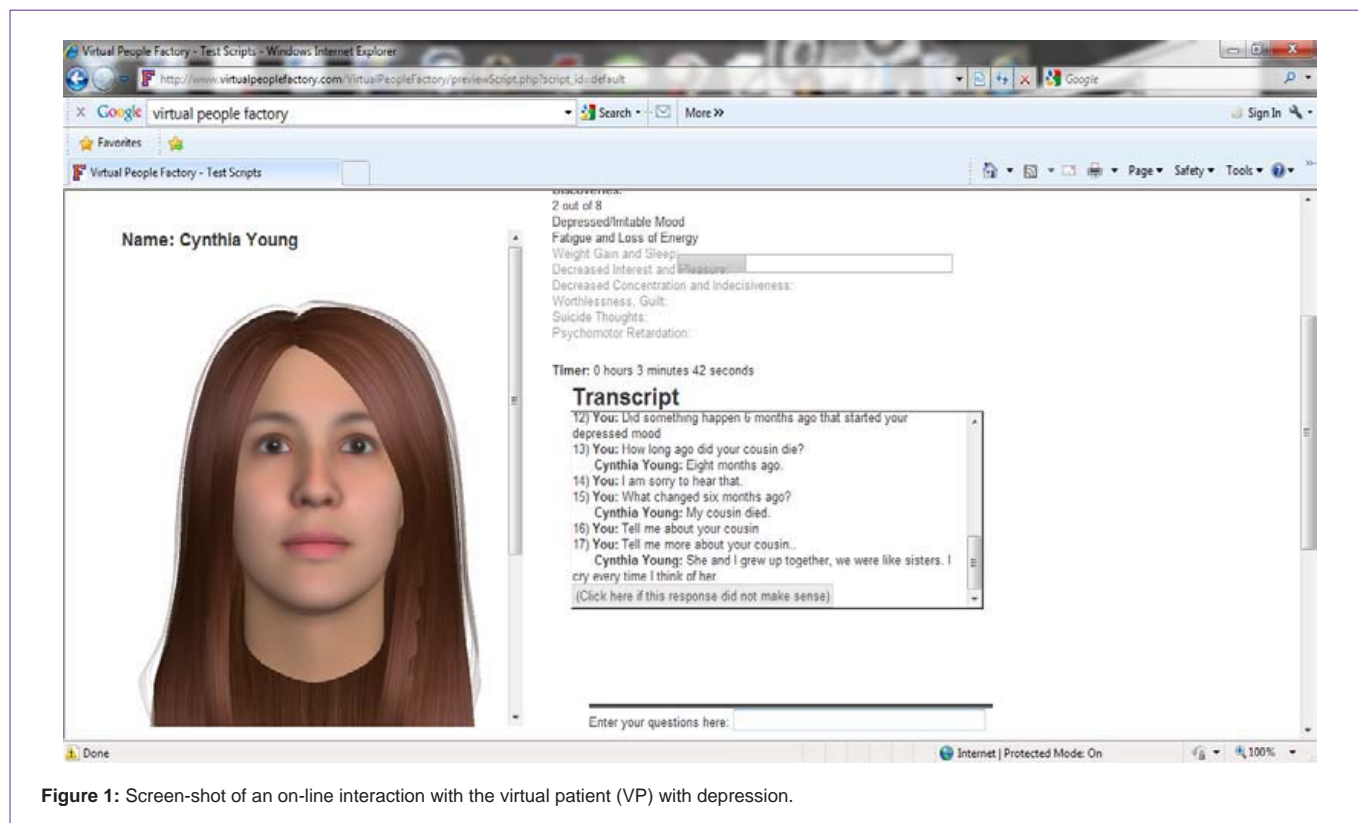 Virtual People Factory - Test Scripts - Windows Internet Explorer
http://www.virtualpeoplefactory.com/VirtualPeopleFactory/previewScript.php?script_id=default
Google
x Google virtual people factory Search More >> Sign In
Favorites
Virtual People Factory - Test Scripts
Page Safety Tools
Name: Cynthia Young
Discoveries:
2 out of 8
Depressed/Irritable Mood
Fatigue and Loss of Energy
Weight Gain and Sleep:
Decreased Interest and Pleasure:
Decreased Concentration and indecisiveness:
Worthlessness, Guilt:
Suicide Thoughts:
Psychomotor Retardation:
Timer: 0 hours 3 minutes 42 seconds
Transcript
12) You: Did something happen 6 months ago that started your
depressed mood
13) You: How long ago did your cousin die?
Cynthia Young: Eight months ago.
14) You: I am sorry to hear that.
15) You: What changed six months ago?
Cynthia Young: My cousin died.
16) You: Tell me about your cousin
17) You: Tell me more about your cousin..
Cynthia Young: She and I grew up together, we were like sisters. I
cry every time I think of her
(Click here if this response did not make sense)
Enter your questions here:
Done
Internet | Protected Mode: On
100%
Figure 1: Screen-shot of an on-line interaction with the virtual patient (VP) with depression.